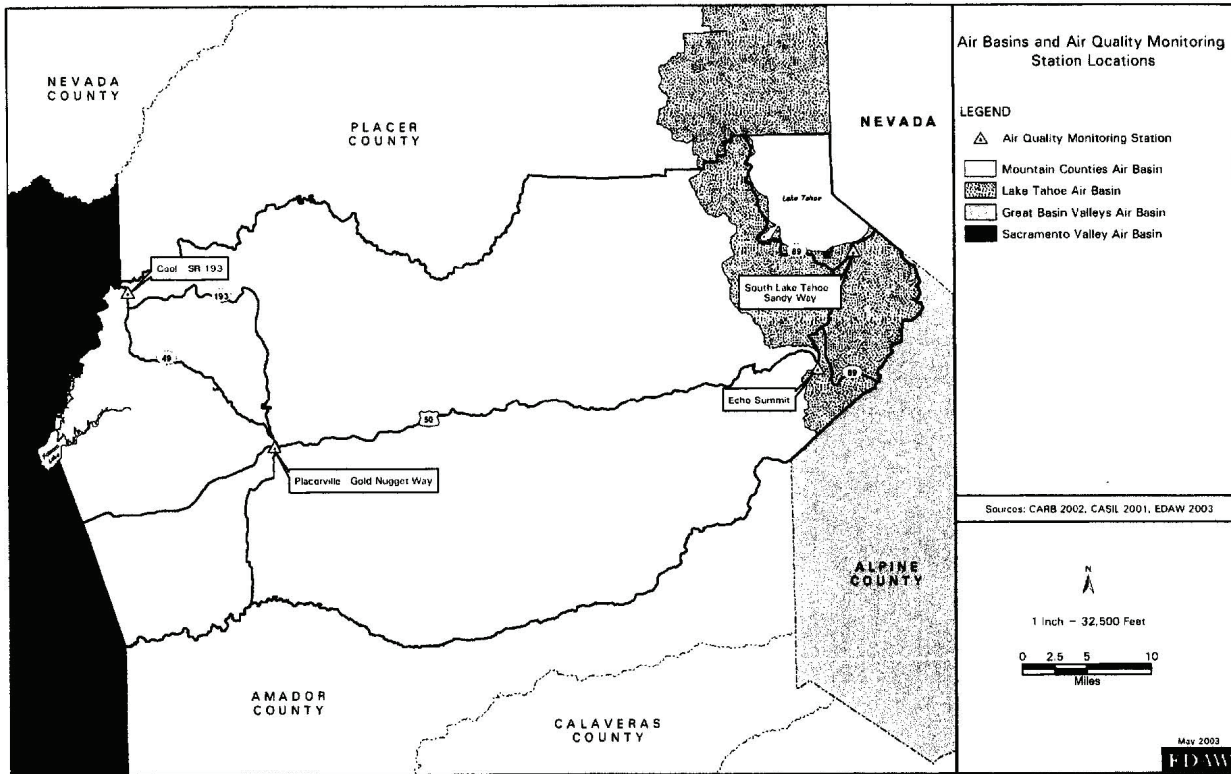 Air Basins and Air Quality Monitoring
Station Locations
LEGEND
Air Quality Monitoring Station
Mountain Counties Air Basin
Lake Tahoe Air Basin
Great Basin Valleys Air Basin
Sacramento Valley Air Basin
NEVADA
COUNTY
PLACER
COUNTY
NEVADA
Lake Tahoe
89
Cool SR 193
193
South Lake Tahoe
Sandy Way
49
89
Echo Summit
50
Folsom
Lake
Placerville Gold Nugget Way
Sources: CARB 2002, CASIL 2001, EDAW 2003
ALPINE
COUNTY
N
1 Inch = 32,500 Feet
0 2.5 5 10
Miles
AMADOR
COUNTY
CALAVERAS
COUNTY
May 2003
EDAW